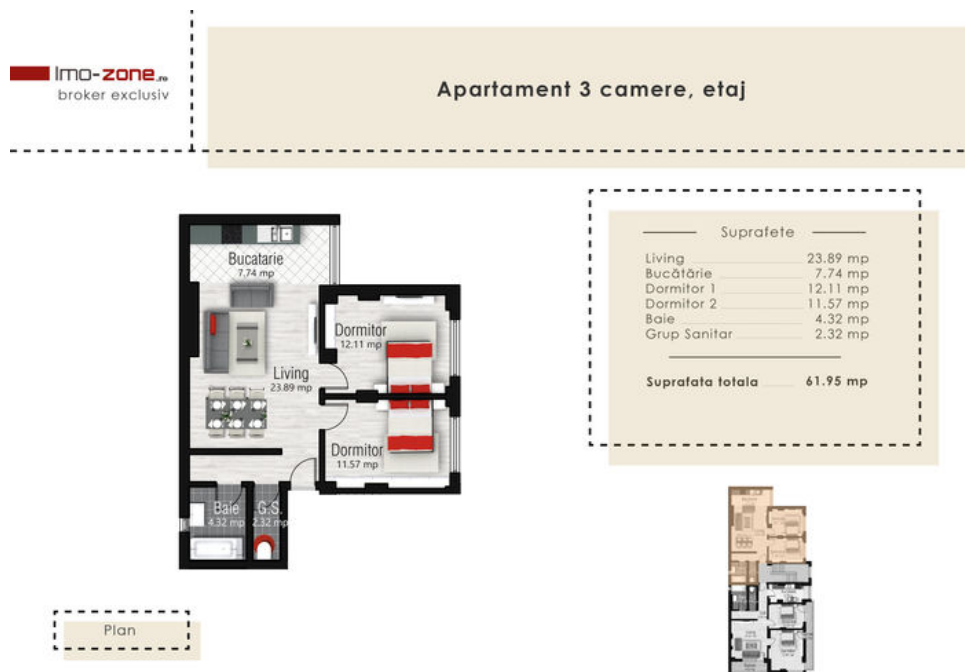 Imo-zone.ro
broker exclusiv
Apartament 3 camere, etaj
Suprafete
Living 23.89 mp
Bucătărie 7.74 mp
Dormitor 1 12.11 mp
Dormitor 2 11.57 mp
Baie 4.32 mp
Grup Sanitar 2.32 mp
Suprafata totala 61.95 mp
Bucatarie
7.74 mp
Dormitor
12.11 mp
Living
23.89 mp
Dormitor
11.57 mp
Baie
4.32 mp
G.S.
2.32 mp
Plan